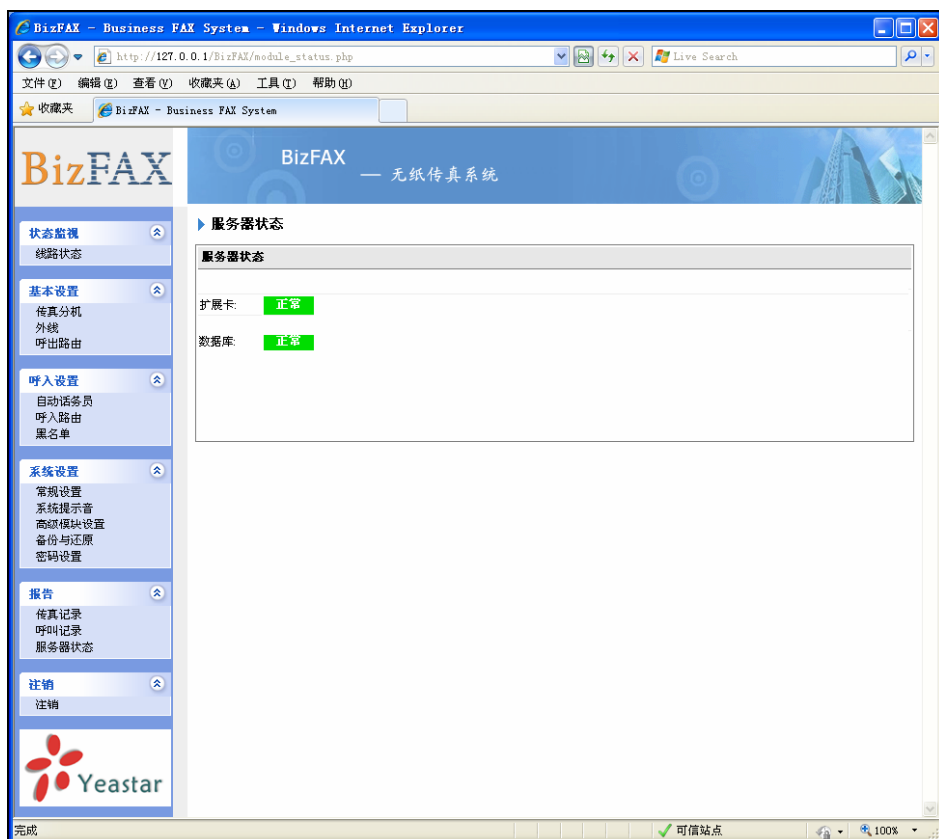 BizFAX - Business FAX System - Windows Internet Explorer
http://127.0.0.1/BizFAX/module_status.php
Live Search
文件(F) 编辑(E) 查看(V) 收藏夹(A) 工具(T) 帮助(H)
收藏夹
BizFAX - Business FAX System
BizFAX
BizFAX
— 无纸传真系统
状态监视
线路状态
基本设置
传真分机
外线
呼出路由
呼入设置
自动话务员
呼入路由
黑名单
系统设置
常规设置
系统提示音
高级模块设置
备份与还原
密码设置
报告
传真记录
呼叫记录
服务器状态
注销
注销
Yeastar
服务器状态
服务器状态
扩展卡: 正常
数据库: 正常
完成
可信站点
100%